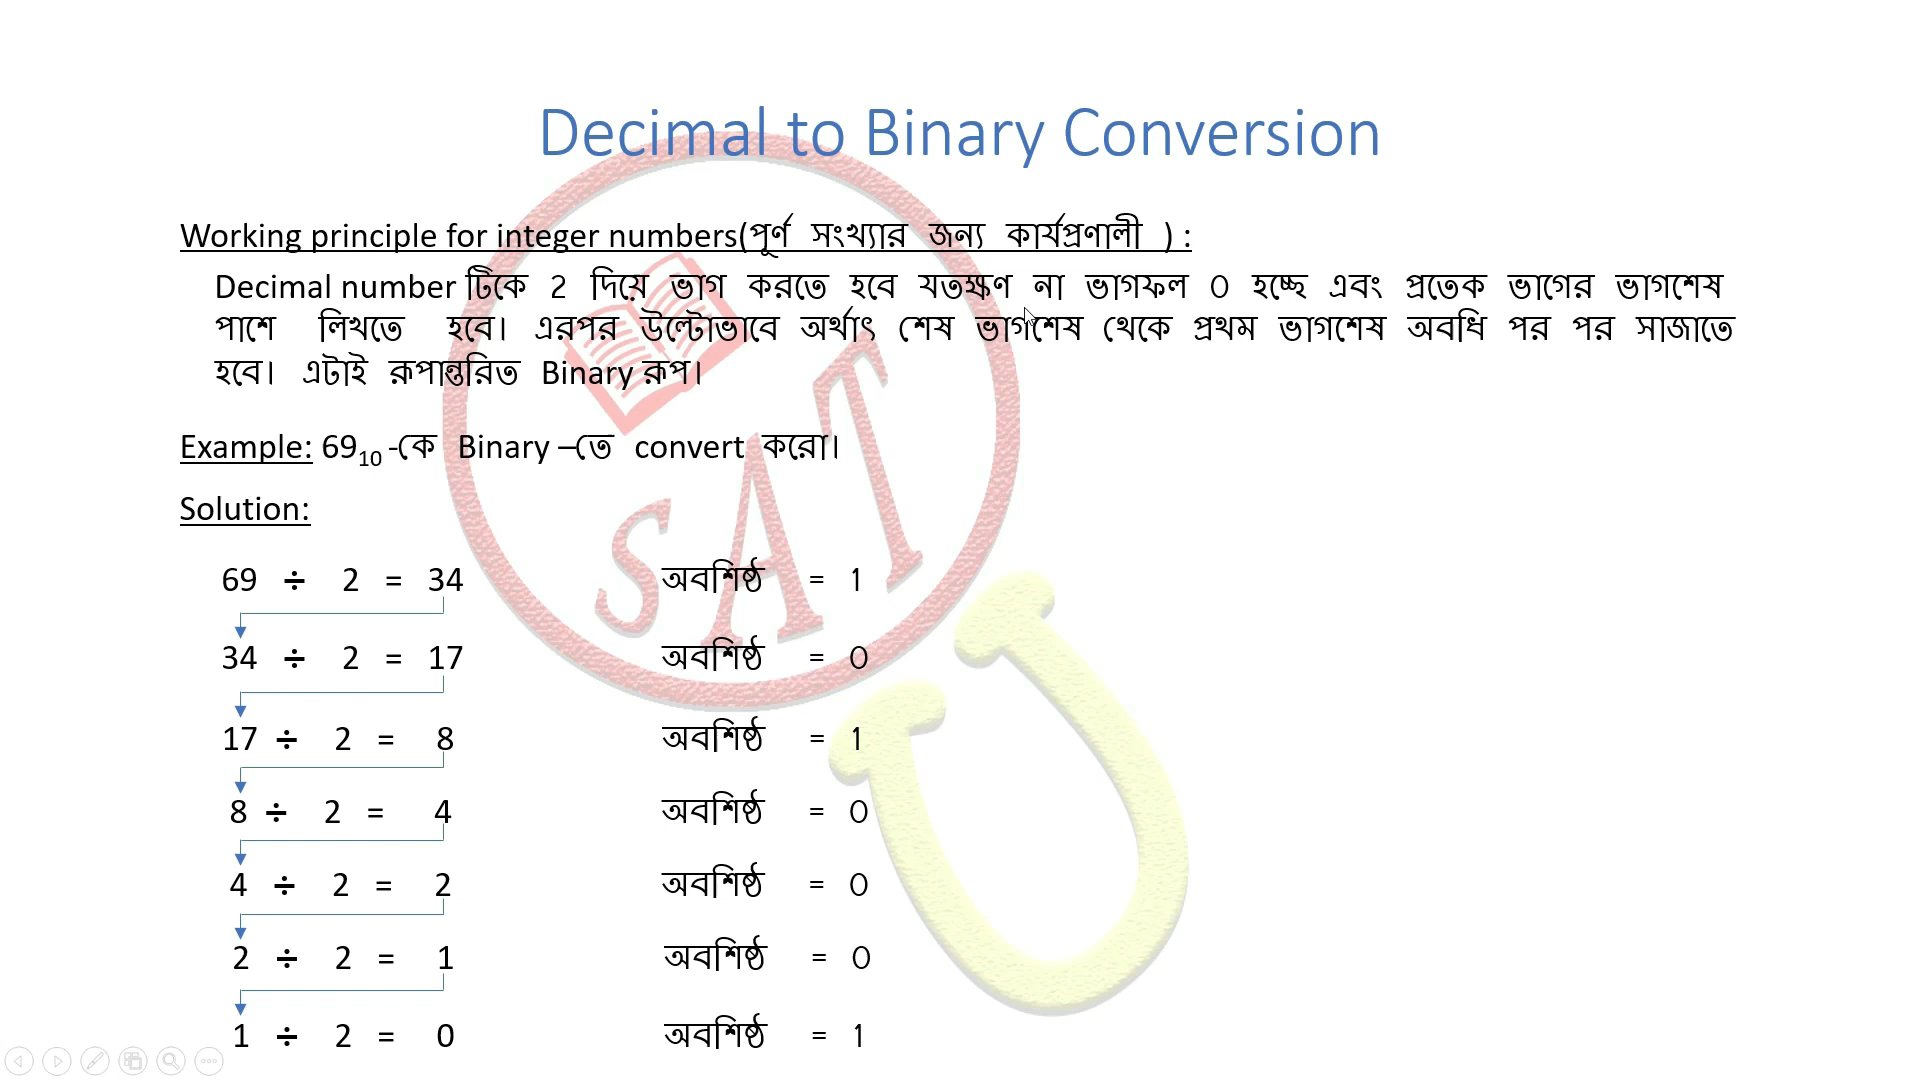 Decimal to Binary Conversion
Working principle for integer numbers(পূর্ণ সংখ্যার জন্য কার্যপ্রণালী ) :
Decimal number টিকে 2 দিয়ে ভাগ করতে হবে যতক্ষণ না ভাগফল 0 হচ্ছে এবং প্রতেক ভাগের ভাগশেষ
পাশে লিখতে হবে। এরপর উল্টোভাবে অর্থাৎ শেষ ভাগশেষ থেকে প্রথম ভাগশেষ অবধি পর পর সাজাতে
হবে। এটাই রূপান্তরিত Binary রূপ।
Example: 69₁₀ -কে Binary –তে convert করো।
Solution:
69 ÷ 2 = 34 অবশিষ্ঠ = 1
34 ÷ 2 = 17 অবশিষ্ঠ = 0
17 ÷ 2 = 8 অবশিষ্ঠ = 1
8 ÷ 2 = 4 অবশিষ্ঠ = 0
4 ÷ 2 = 2 অবশিষ্ঠ = 0
2 ÷ 2 = 1 অবশিষ্ঠ = 0
1 ÷ 2 = 0 অবশিষ্ঠ = 1
SAT
U